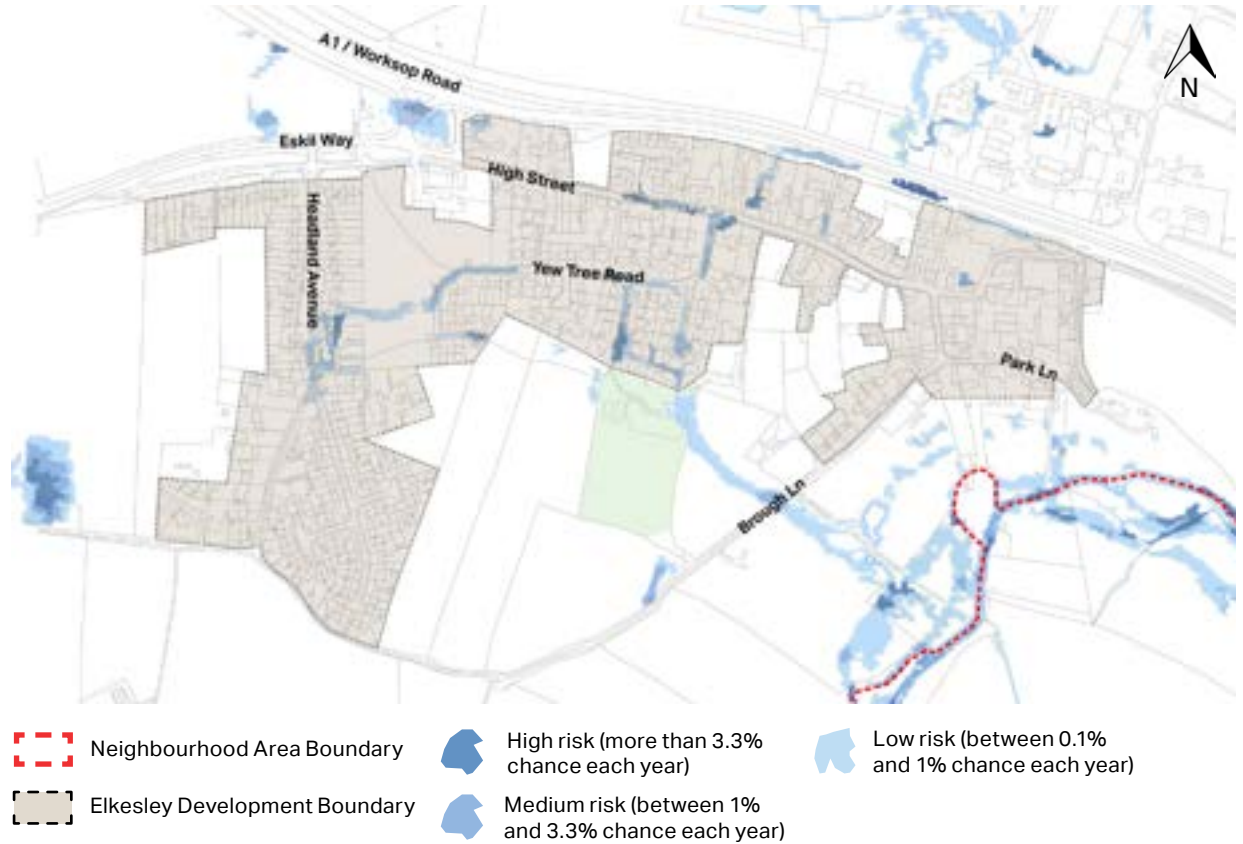 A1 / Worksop Road
N
Eskil Way
High Street
Headland Avenue
Yew Tree Road
Park Ln
Brough Ln
Neighbourhood Area Boundary
Elkesley Development Boundary
High risk (more than 3.3%
chance each year)
Medium risk (between 1%
and 3.3% chance each year)
Low risk (between 0.1%
and 1% chance each year)